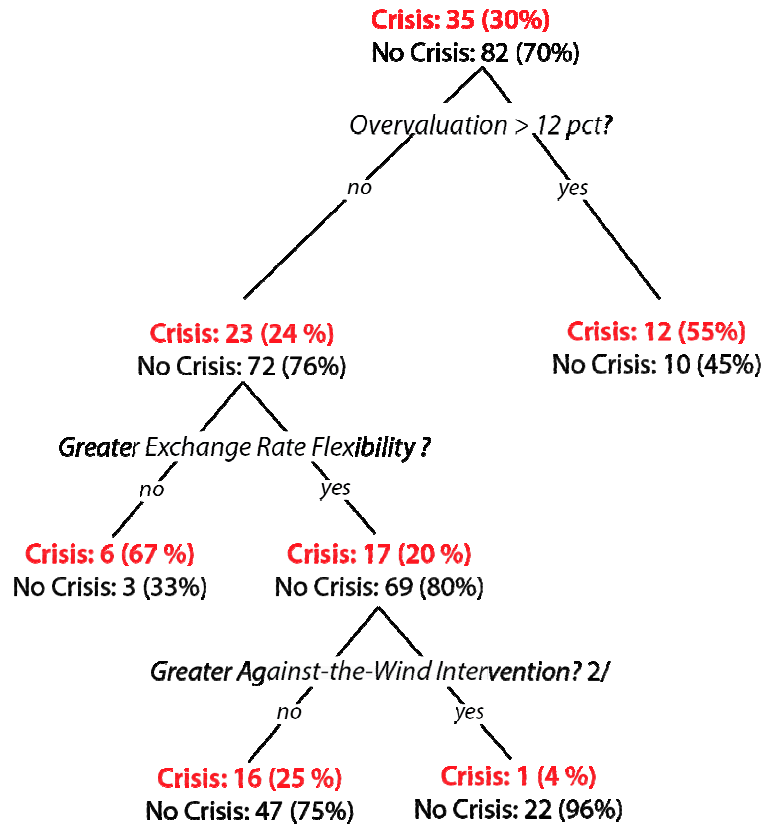 Crisis: 35 (30%)
No Crisis: 82 (70%)
Overvaluation > 12 pct?
no
yes
Crisis: 23 (24 %)
No Crisis: 72 (76%)
Crisis: 12 (55%)
No Crisis: 10 (45%)
Greater Exchange Rate Flexibility ?
no
yes
Crisis: 6 (67 %)
No Crisis: 3 (33%)
Crisis: 17 (20 %)
No Crisis: 69 (80%)
Greater Against-the-Wind Intervention? 2/
no
yes
Crisis: 16 (25 %)
No Crisis: 47 (75%)
Crisis: 1 (4 %)
No Crisis: 22 (96%)